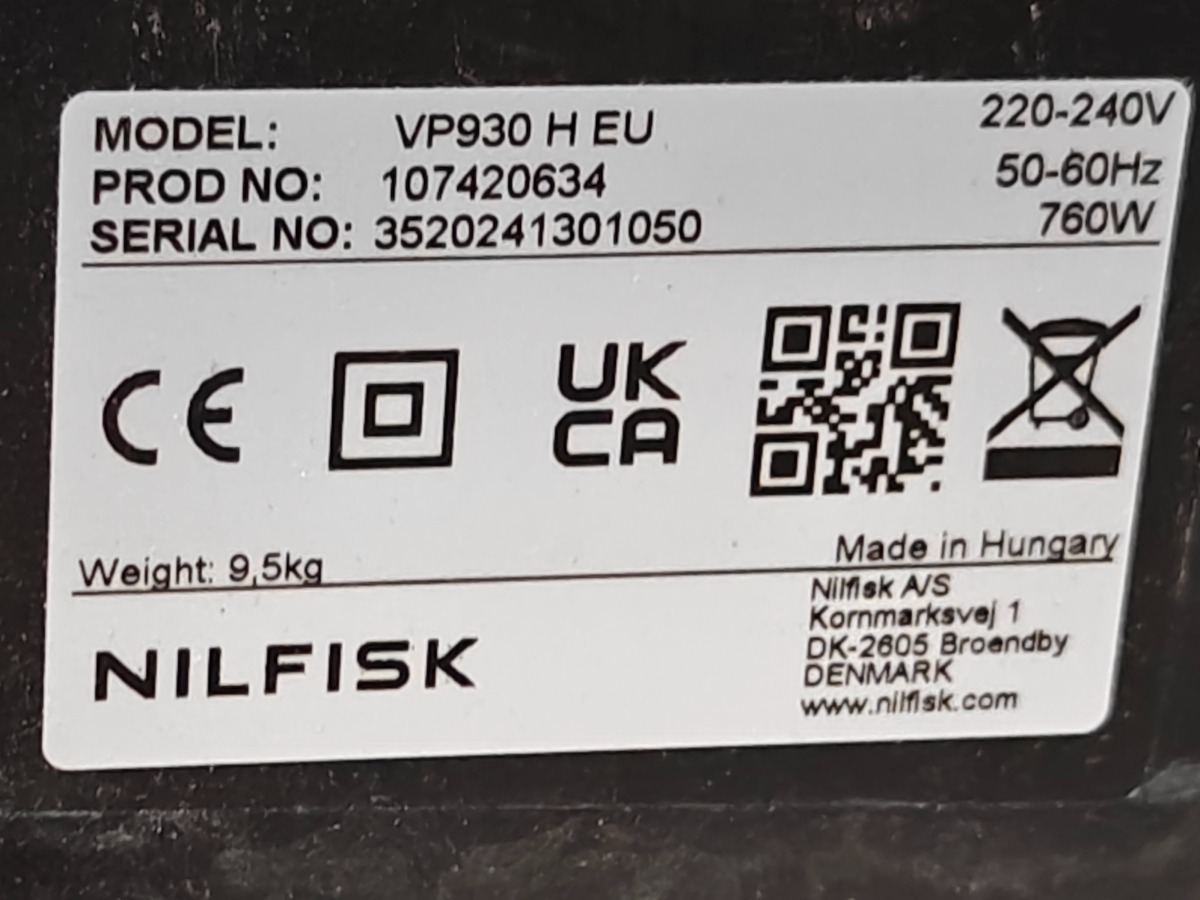 MODEL: VP930 H EU 220-240V
PROD NO: 107420634 50-60Hz
SERIAL NO: 3520241301050 760W
CE
UK
CA
Weight: 9,5kg Made in Hungary
NILFISK
Nilfisk A/S
Kornmarksvej 1
DK-2605 Broendby
DENMARK
www.nilfisk.com